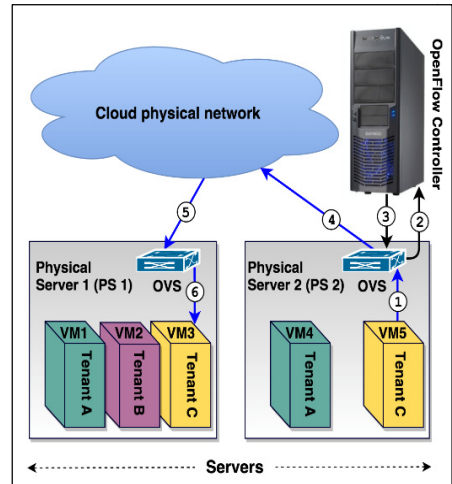 Cloud physical network
OpenFlow Controller
5
4
3
2
Physical
Server 1 (PS 1)
OVS
6
Physical
Server 2 (PS 2)
OVS
1
VM1
Tenant A
VM2
Tenant B
VM3
Tenant C
VM4
Tenant A
VM5
Tenant C
Servers